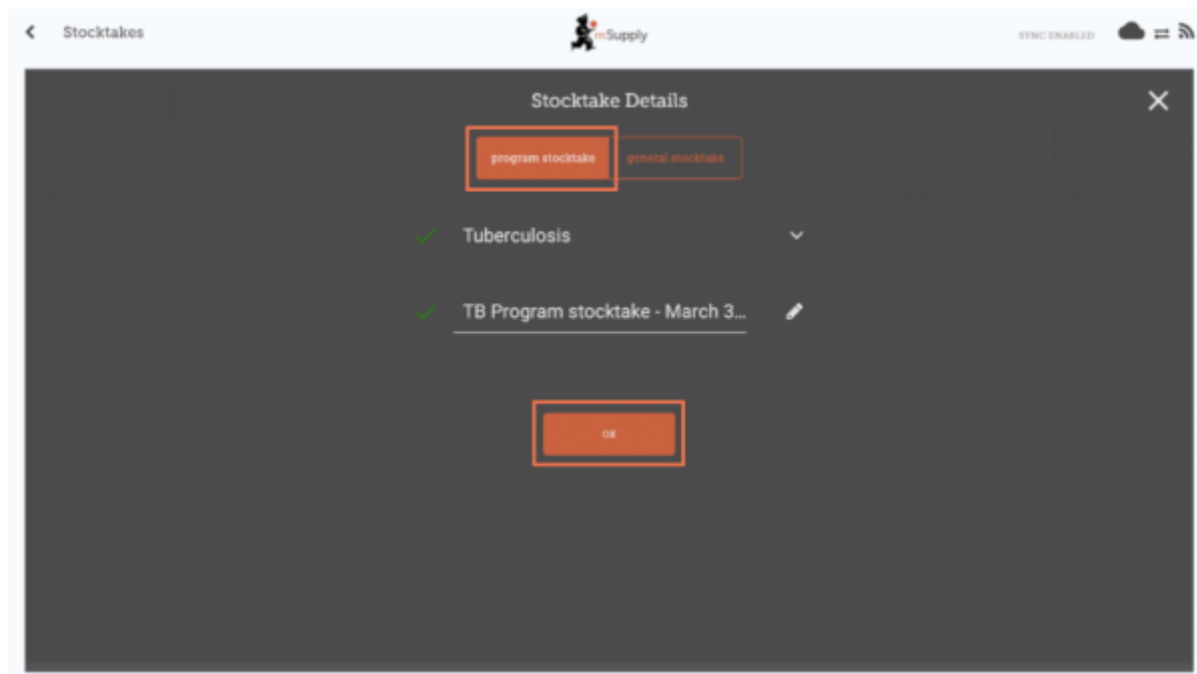 Stocktakes
mSupply
SYNC ENABLED
Stocktake Details
program stocktake
general stocktake
Tuberculosis
TB Program stocktake - March 3...
OK